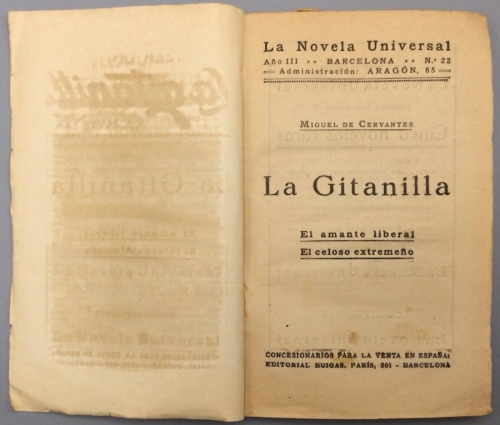 La Novela Universal
Año III ** BARCELONA ** N.º 22
Administración: ARAGÓN, 65
MIGUEL DE CERVANTES
La Gitanilla
El amante liberal
El celoso extremeño
CONCESIONARIOS PARA LA VENTA EN ESPAÑA:
EDITORIAL BUIGAS, PARÍS, 201 - BARCELONA